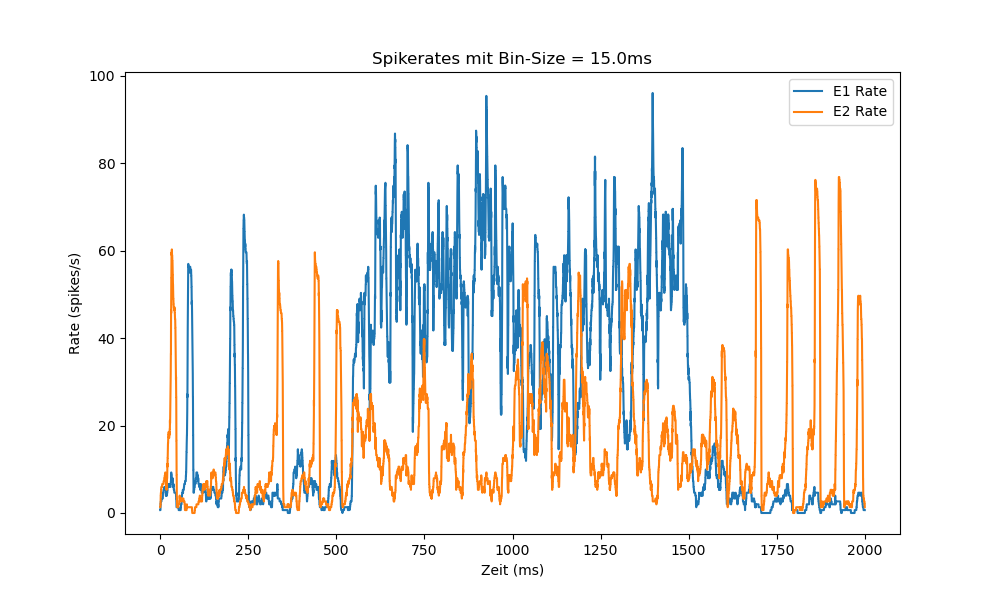 Spikerates mit Bin-Size = 15.0ms
E1 Rate
E2 Rate
100
80
60
40
20
0
Rate (spikes/s)
0 250 500 750 1000 1250 1500 1750 2000
Zeit (ms)